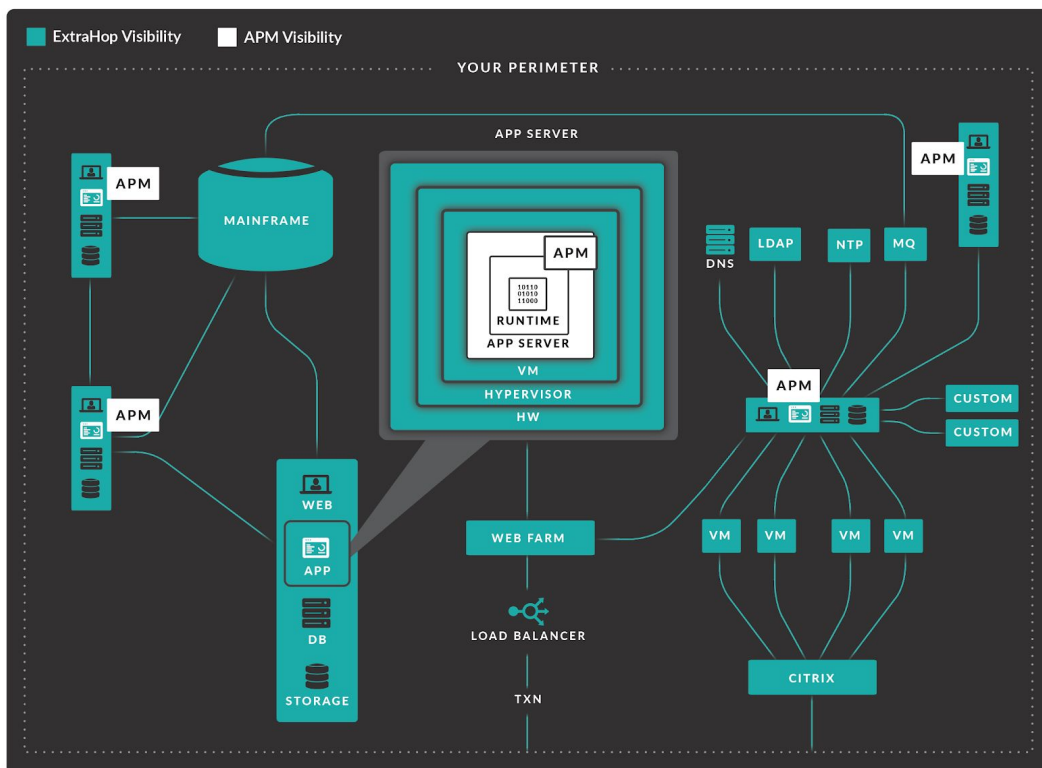 ExtraHop Visibility
APM Visibility
YOUR PERIMETER
APP SERVER
APM
MAINFRAME
APM
DNS
LDAP
NTP
MQ
APM
10110
01010
11000
RUNTIME
APP SERVER
VM
HYPERVISOR
HW
APM
APM
CUSTOM
CUSTOM
WEB
APP
DB
STORAGE
WEB FARM
LOAD BALANCER
TXN
VM
VM
VM
VM
CITRIX